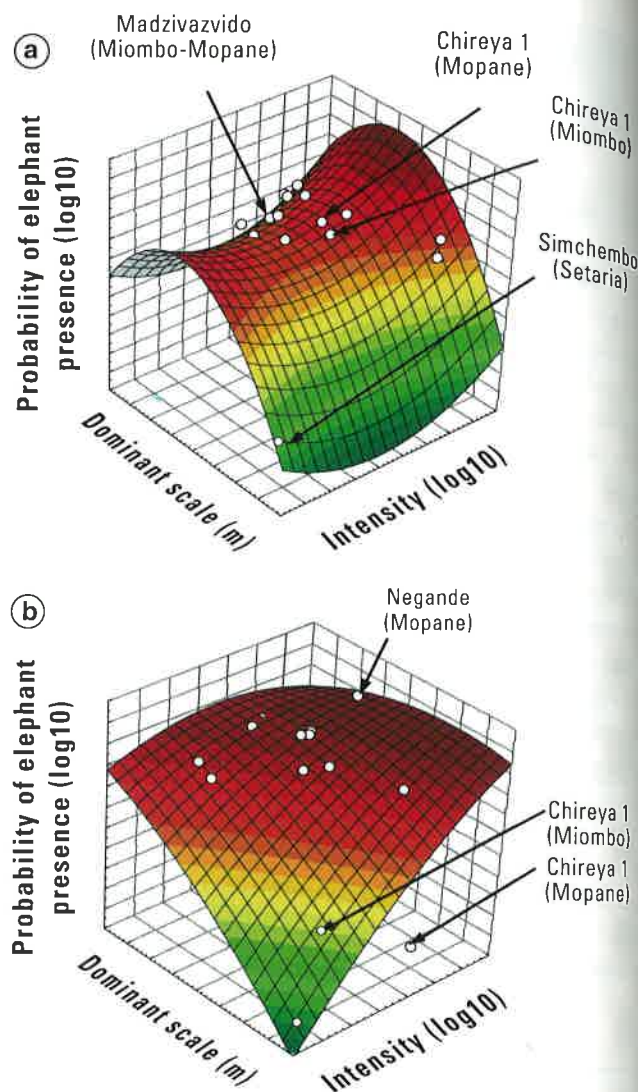 a
Madzivazvido
(Miombo-Mopane)
Chireya 1
(Mopane)
Chireya 1
(Miombo)
Simchembo
(Setaria)
Probability of elephant
presence (log10)
Dominant scale (m)
Intensity (log10)
b
Negande
(Mopane)
Chireya 1
(Miombo)
Chireya 1
(Mopane)
Probability of elephant
presence (log10)
Dominant scale (m)
Intensity (log10)